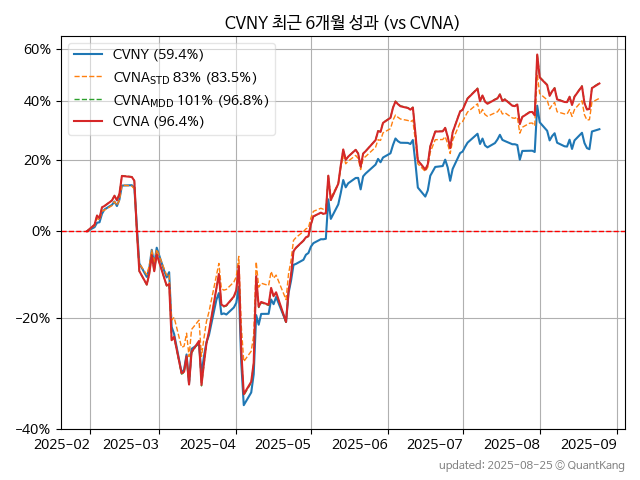 CVNY 최근 6개월 성과 (vs CVNA)
CVNY (59.4%)
CVNA_STD 83% (83.5%)
CVNA_MDD 101% (96.8%)
CVNA (96.4%)
60%
40%
20%
0%
−20%
−40%
2025-02 2025-03 2025-04 2025-05 2025-06 2025-07 2025-08 2025-09
updated: 2025-08-25 © QuantKang